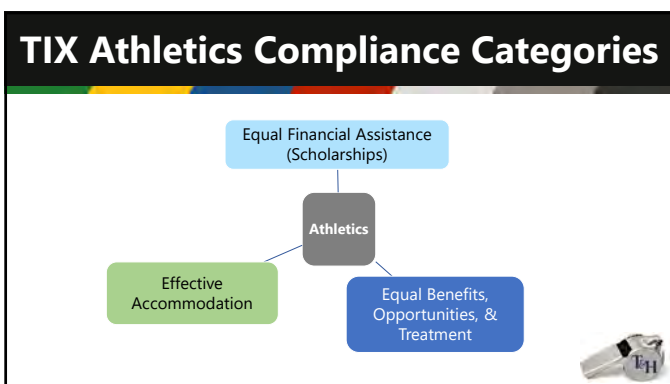 TIX Athletics Compliance Categories
Equal Financial Assistance
(Scholarships)
Athletics
Effective
Accommodation
Equal Benefits,
Opportunities, &
Treatment
T&H